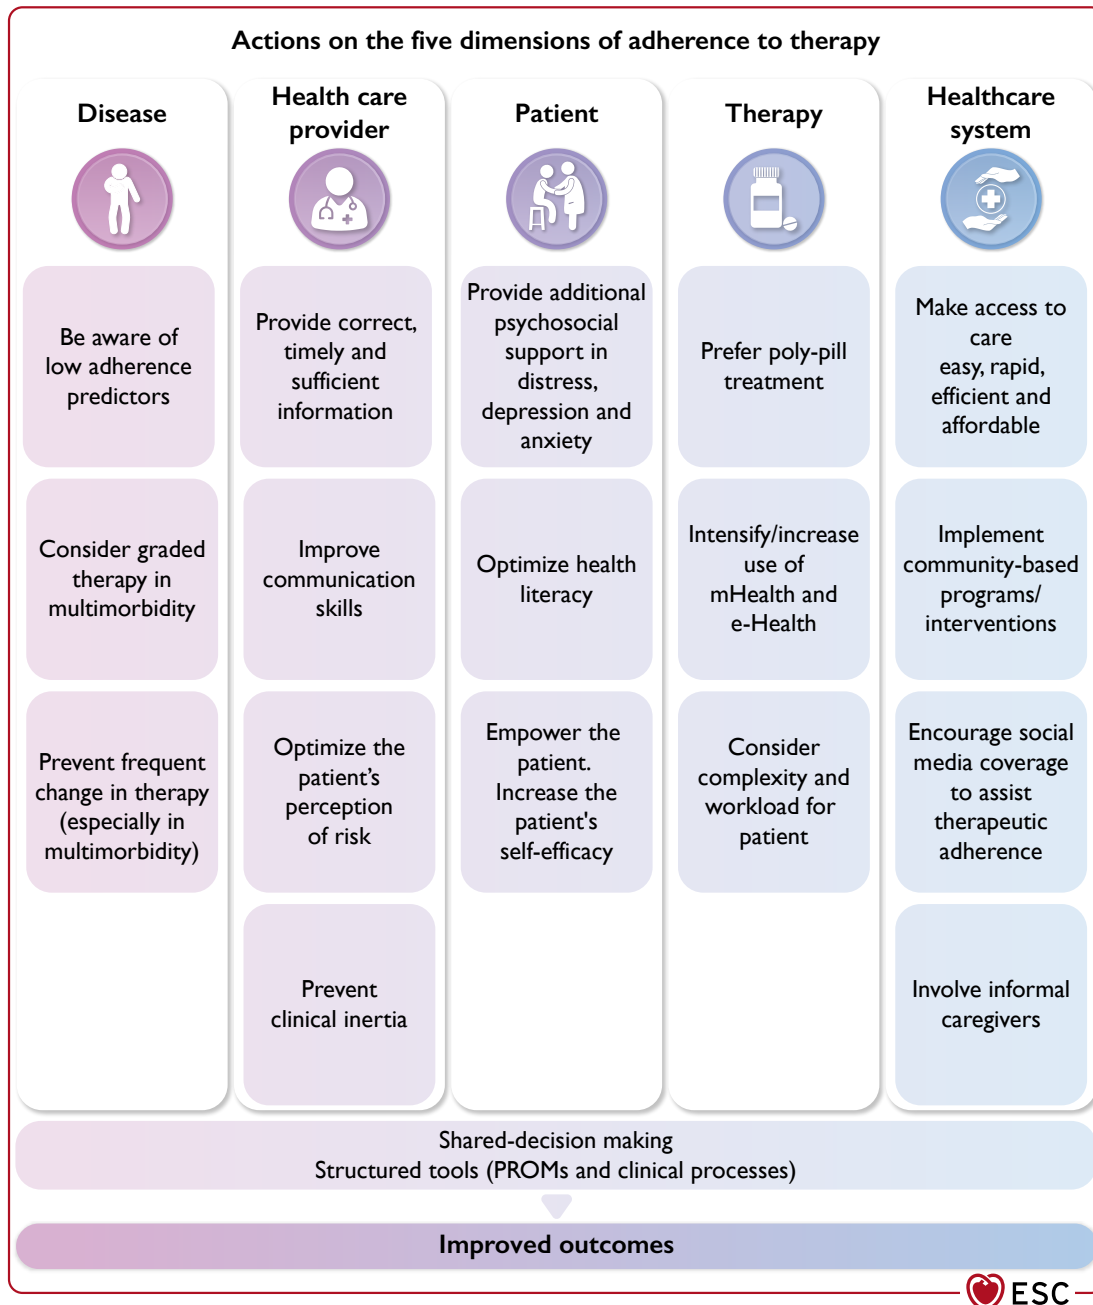 Actions on the five dimensions of adherence to therapy
Disease
Be aware of
low adherence
predictors
Consider graded
therapy in
multimorbidity
Prevent frequent
change in therapy
(especially in
multimorbidity)
Health care
provider
Provide correct,
timely and
sufficient
information
Improve
communication
skills
Optimize the
patient’s
perception
of risk
Prevent
clinical inertia
Patient
Provide additional
psychosocial
support in
distress,
depression and
anxiety
Optimize health
literacy
Empower the
patient.
Increase the
patient's
self-efficacy
Therapy
Prefer poly-pill
treatment
Intensify/increase
use of
mHealth and
e-Health
Consider
complexity and
workload for
patient
Healthcare
system
Make access to
care
easy, rapid,
efficient and
affordable
Implement
community-based
programs/
interventions
Encourage social
media coverage
to assist
therapeutic
adherence
Involve informal
caregivers
Shared-decision making
Structured tools (PROMs and clinical processes)
Improved outcomes
ESC